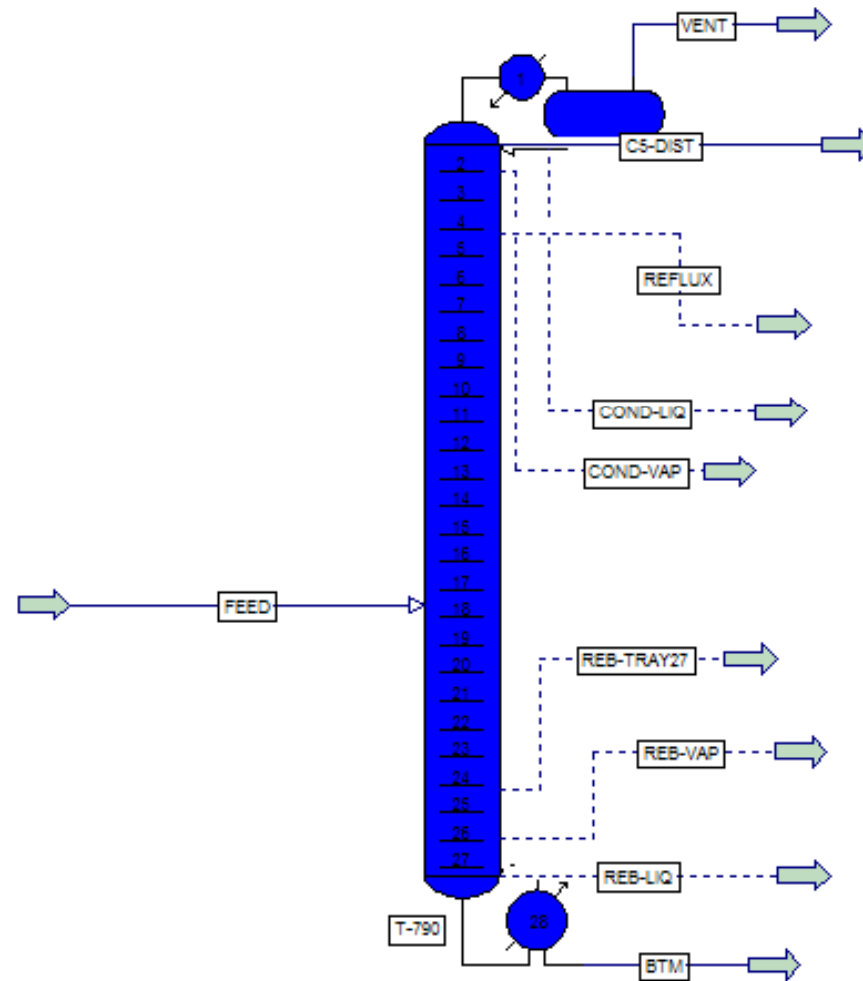 VENT
1
C5-DIST
2
3
4
5
REFLUX
6
7
8
9
10
COND-LIQ
11
12
COND-VAP
13
14
15
16
17
FEED
18
19
REB-TRAY27
20
21
22
REB-VAP
23
24
25
26
27
REB-LIQ
28
T-790
BTM